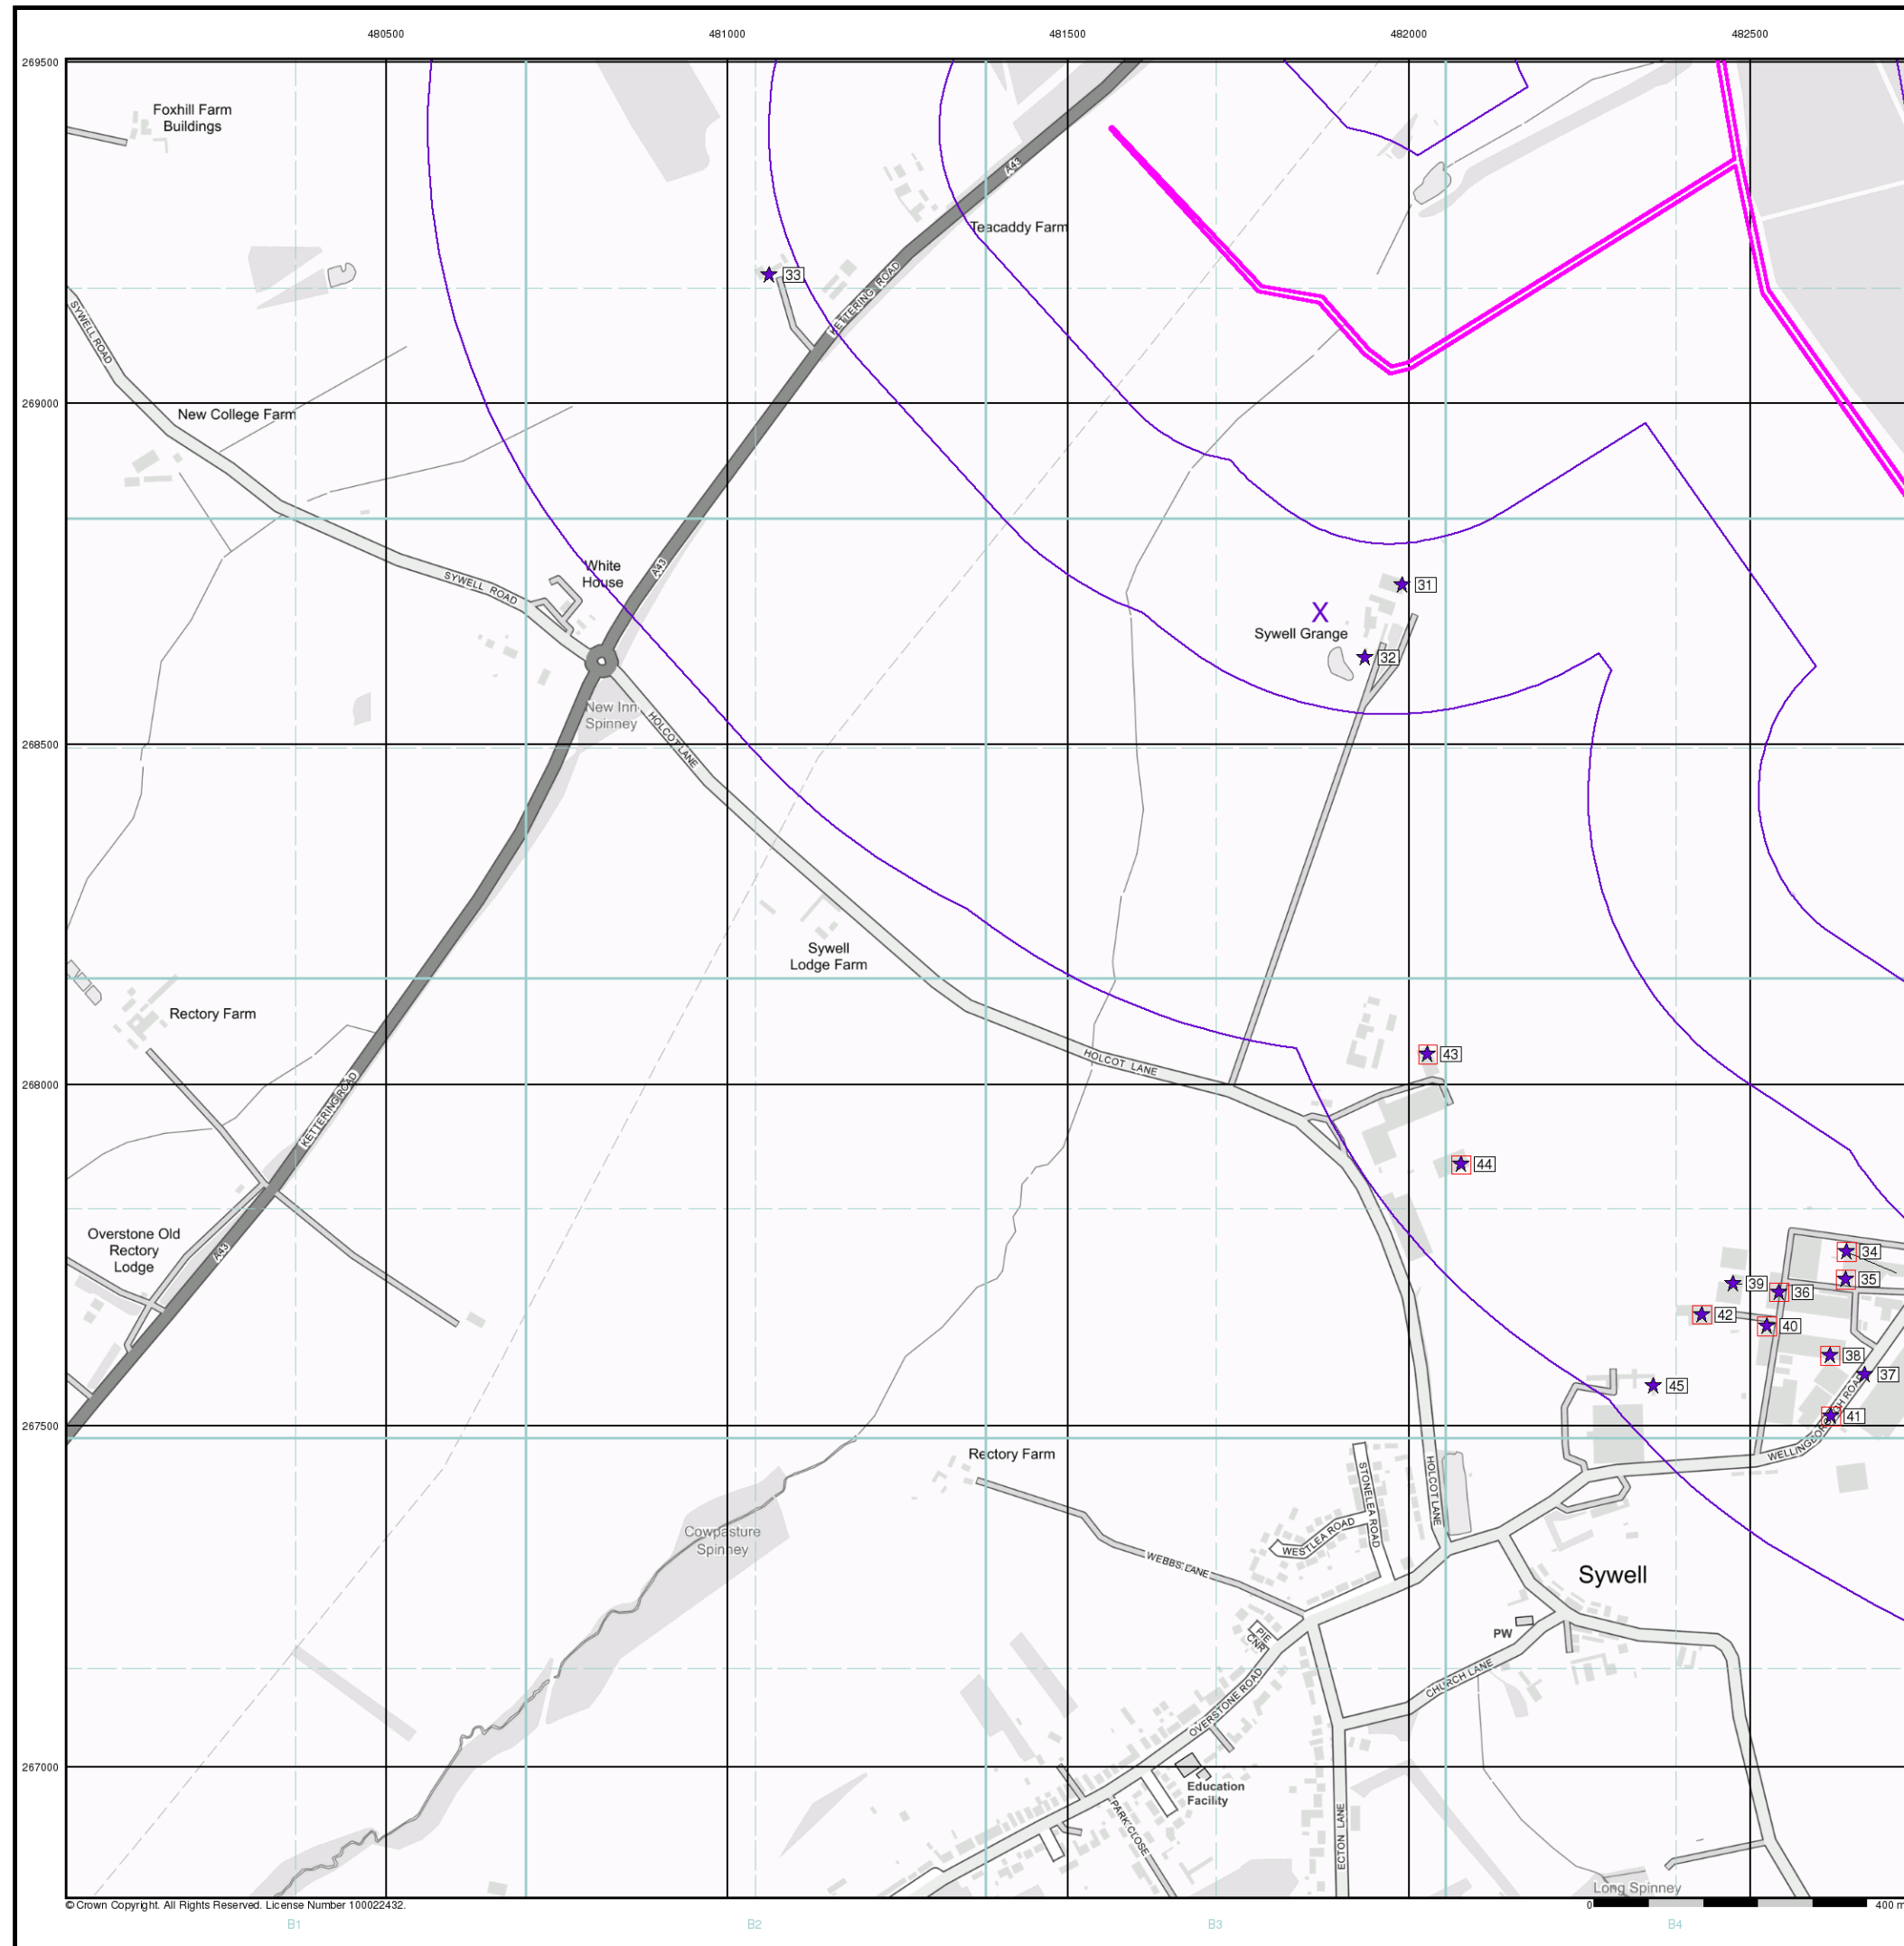 480500 481000 481500 482000 482500
269500
Foxhill Farm
Buildings
A43
Teacaddy Farm
33
KETTERING ROAD
SYWELL ROAD
269000
New College Farm
White
House
A43
SYWELL ROAD
31
X
Sywell Grange
32
New Inn
Spinney
HOLCOT LANE
268500
Sywell
Lodge Farm
Rectory Farm
43
HOLCOT LANE
268000
KETTERING ROAD
44
Overstone Old
Rectory
Lodge
A43
34
35
39
36
42
40
38
37
45
41
267500
WELLINGBOROUGH ROAD
Rectory Farm
HOLCOT LANE
STONELEA ROAD
WESTLEA ROAD
Cowpasture
Spinney
WEBBS LANE
Sywell
PW
PIE
CNR
CHURCH LANE
OVERSTONE ROAD
267000
Education
Facility
PARK CLOSE
ECTON LANE
Long Spinney
© Crown Copyright. All Rights Reserved. License Number 100022432.
0 400 m
B1 B2 B3 B4